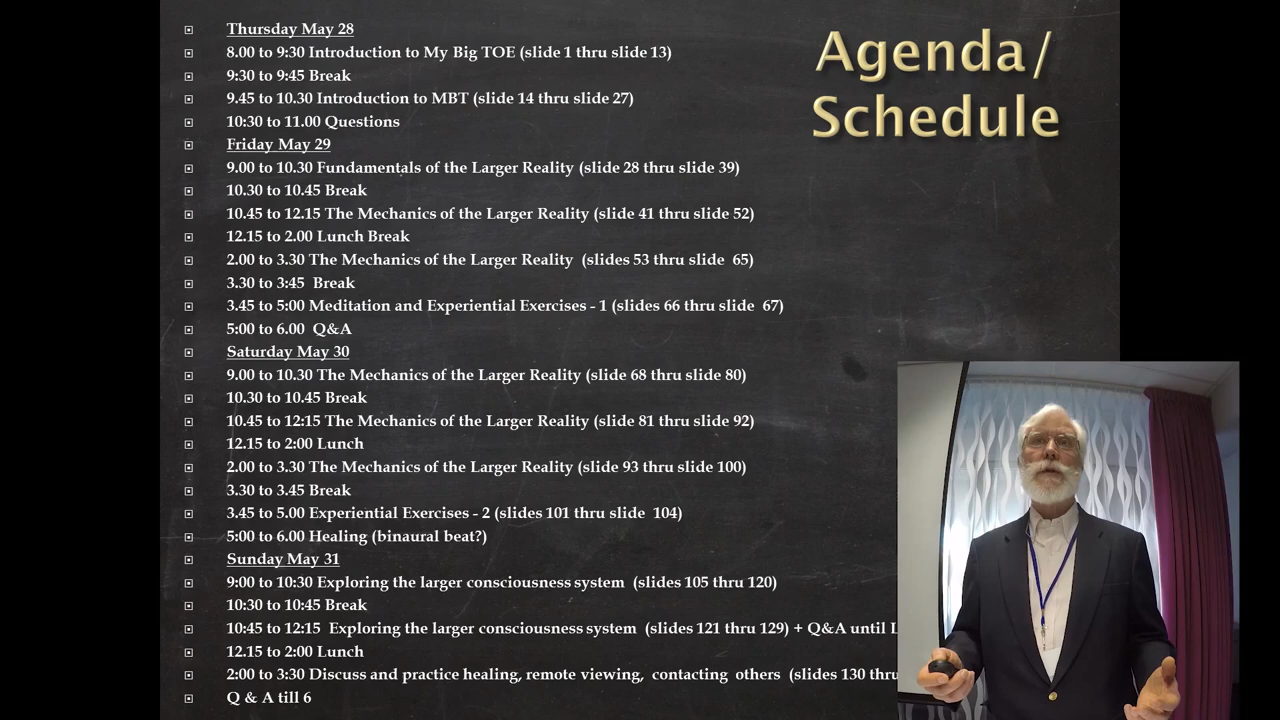 Agenda/
Schedule
Thursday May 28
8.00 to 9:30 Introduction to My Big TOE (slide 1 thru slide 13)
9:30 to 9:45 Break
9.45 to 10.30 Introduction to MBT (slide 14 thru slide 27)
10:30 to 11.00 Questions
Friday May 29
9.00 to 10.30 Fundamentals of the Larger Reality (slide 28 thru slide 39)
10.30 to 10.45 Break
10.45 to 12.15 The Mechanics of the Larger Reality (slide 41 thru slide 52)
12.15 to 2.00 Lunch Break
2.00 to 3.30 The Mechanics of the Larger Reality (slides 53 thru slide 65)
3.30 to 3:45 Break
3.45 to 5:00 Meditation and Experiential Exercises - 1 (slides 66 thru slide 67)
5:00 to 6.00 Q&A
Saturday May 30
9.00 to 10.30 The Mechanics of the Larger Reality (slide 68 thru slide 80)
10.30 to 10.45 Break
10.45 to 12:15 The Mechanics of the Larger Reality (slide 81 thru slide 92)
12.15 to 2:00 Lunch
2.00 to 3.30 The Mechanics of the Larger Reality (slide 93 thru slide 100)
3.30 to 3.45 Break
3.45 to 5.00 Experiential Exercises - 2 (slides 101 thru slide 104)
5:00 to 6.00 Healing (binaural beat?)
Sunday May 31
9:00 to 10:30 Exploring the larger consciousness system (slides 105 thru 120)
10:30 to 10:45 Break
10:45 to 12:15 Exploring the larger consciousness system (slides 121 thru 129) + Q&A until
12.15 to 2:00 Lunch
2:00 to 3:30 Discuss and practice healing, remote viewing, contacting others (slides 130 thru
Q & A till 6